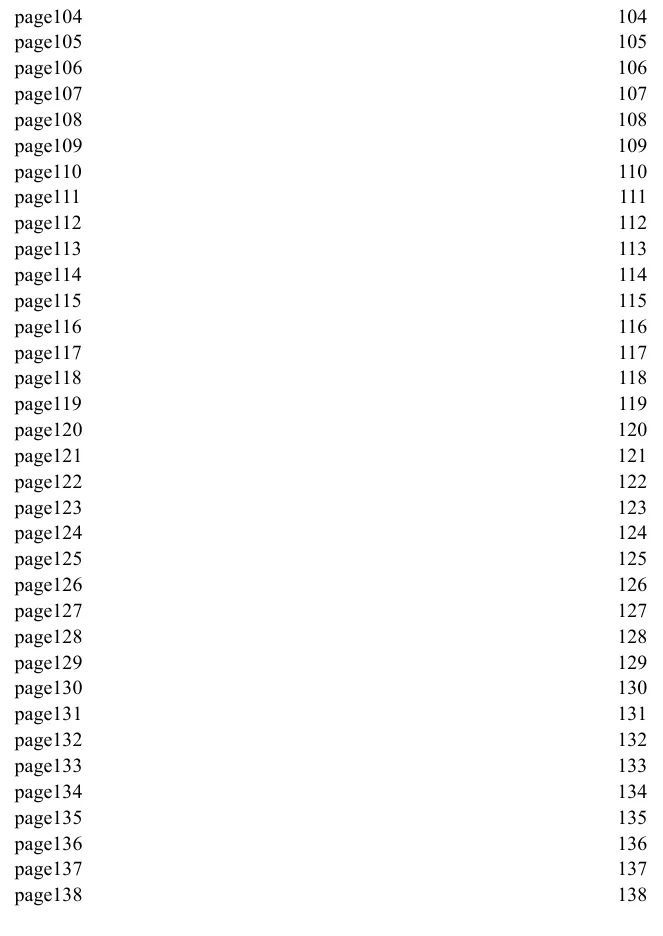 page104 104
page105 105
page106 106
page107 107
page108 108
page109 109
page110 110
page111 111
page112 112
page113 113
page114 114
page115 115
page116 116
page117 117
page118 118
page119 119
page120 120
page121 121
page122 122
page123 123
page124 124
page125 125
page126 126
page127 127
page128 128
page129 129
page130 130
page131 131
page132 132
page133 133
page134 134
page135 135
page136 136
page137 137
page138 138